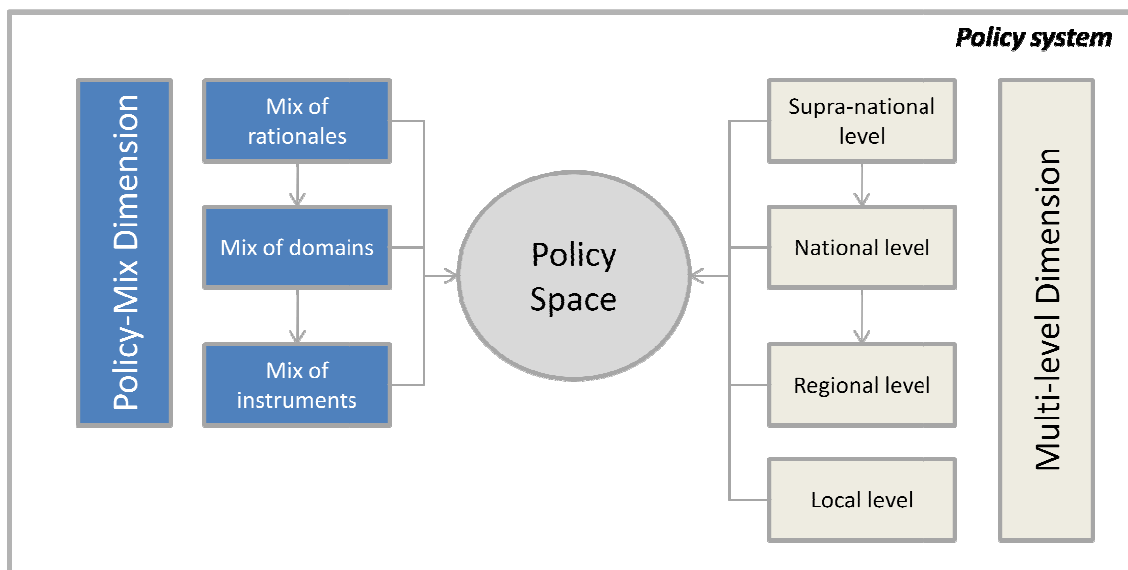 Policy system
Policy-Mix Dimension
Mix of
rationales
Mix of domains
Mix of
instruments
Policy
Space
Supra-national
level
National level
Regional level
Local level
Multi-level Dimension